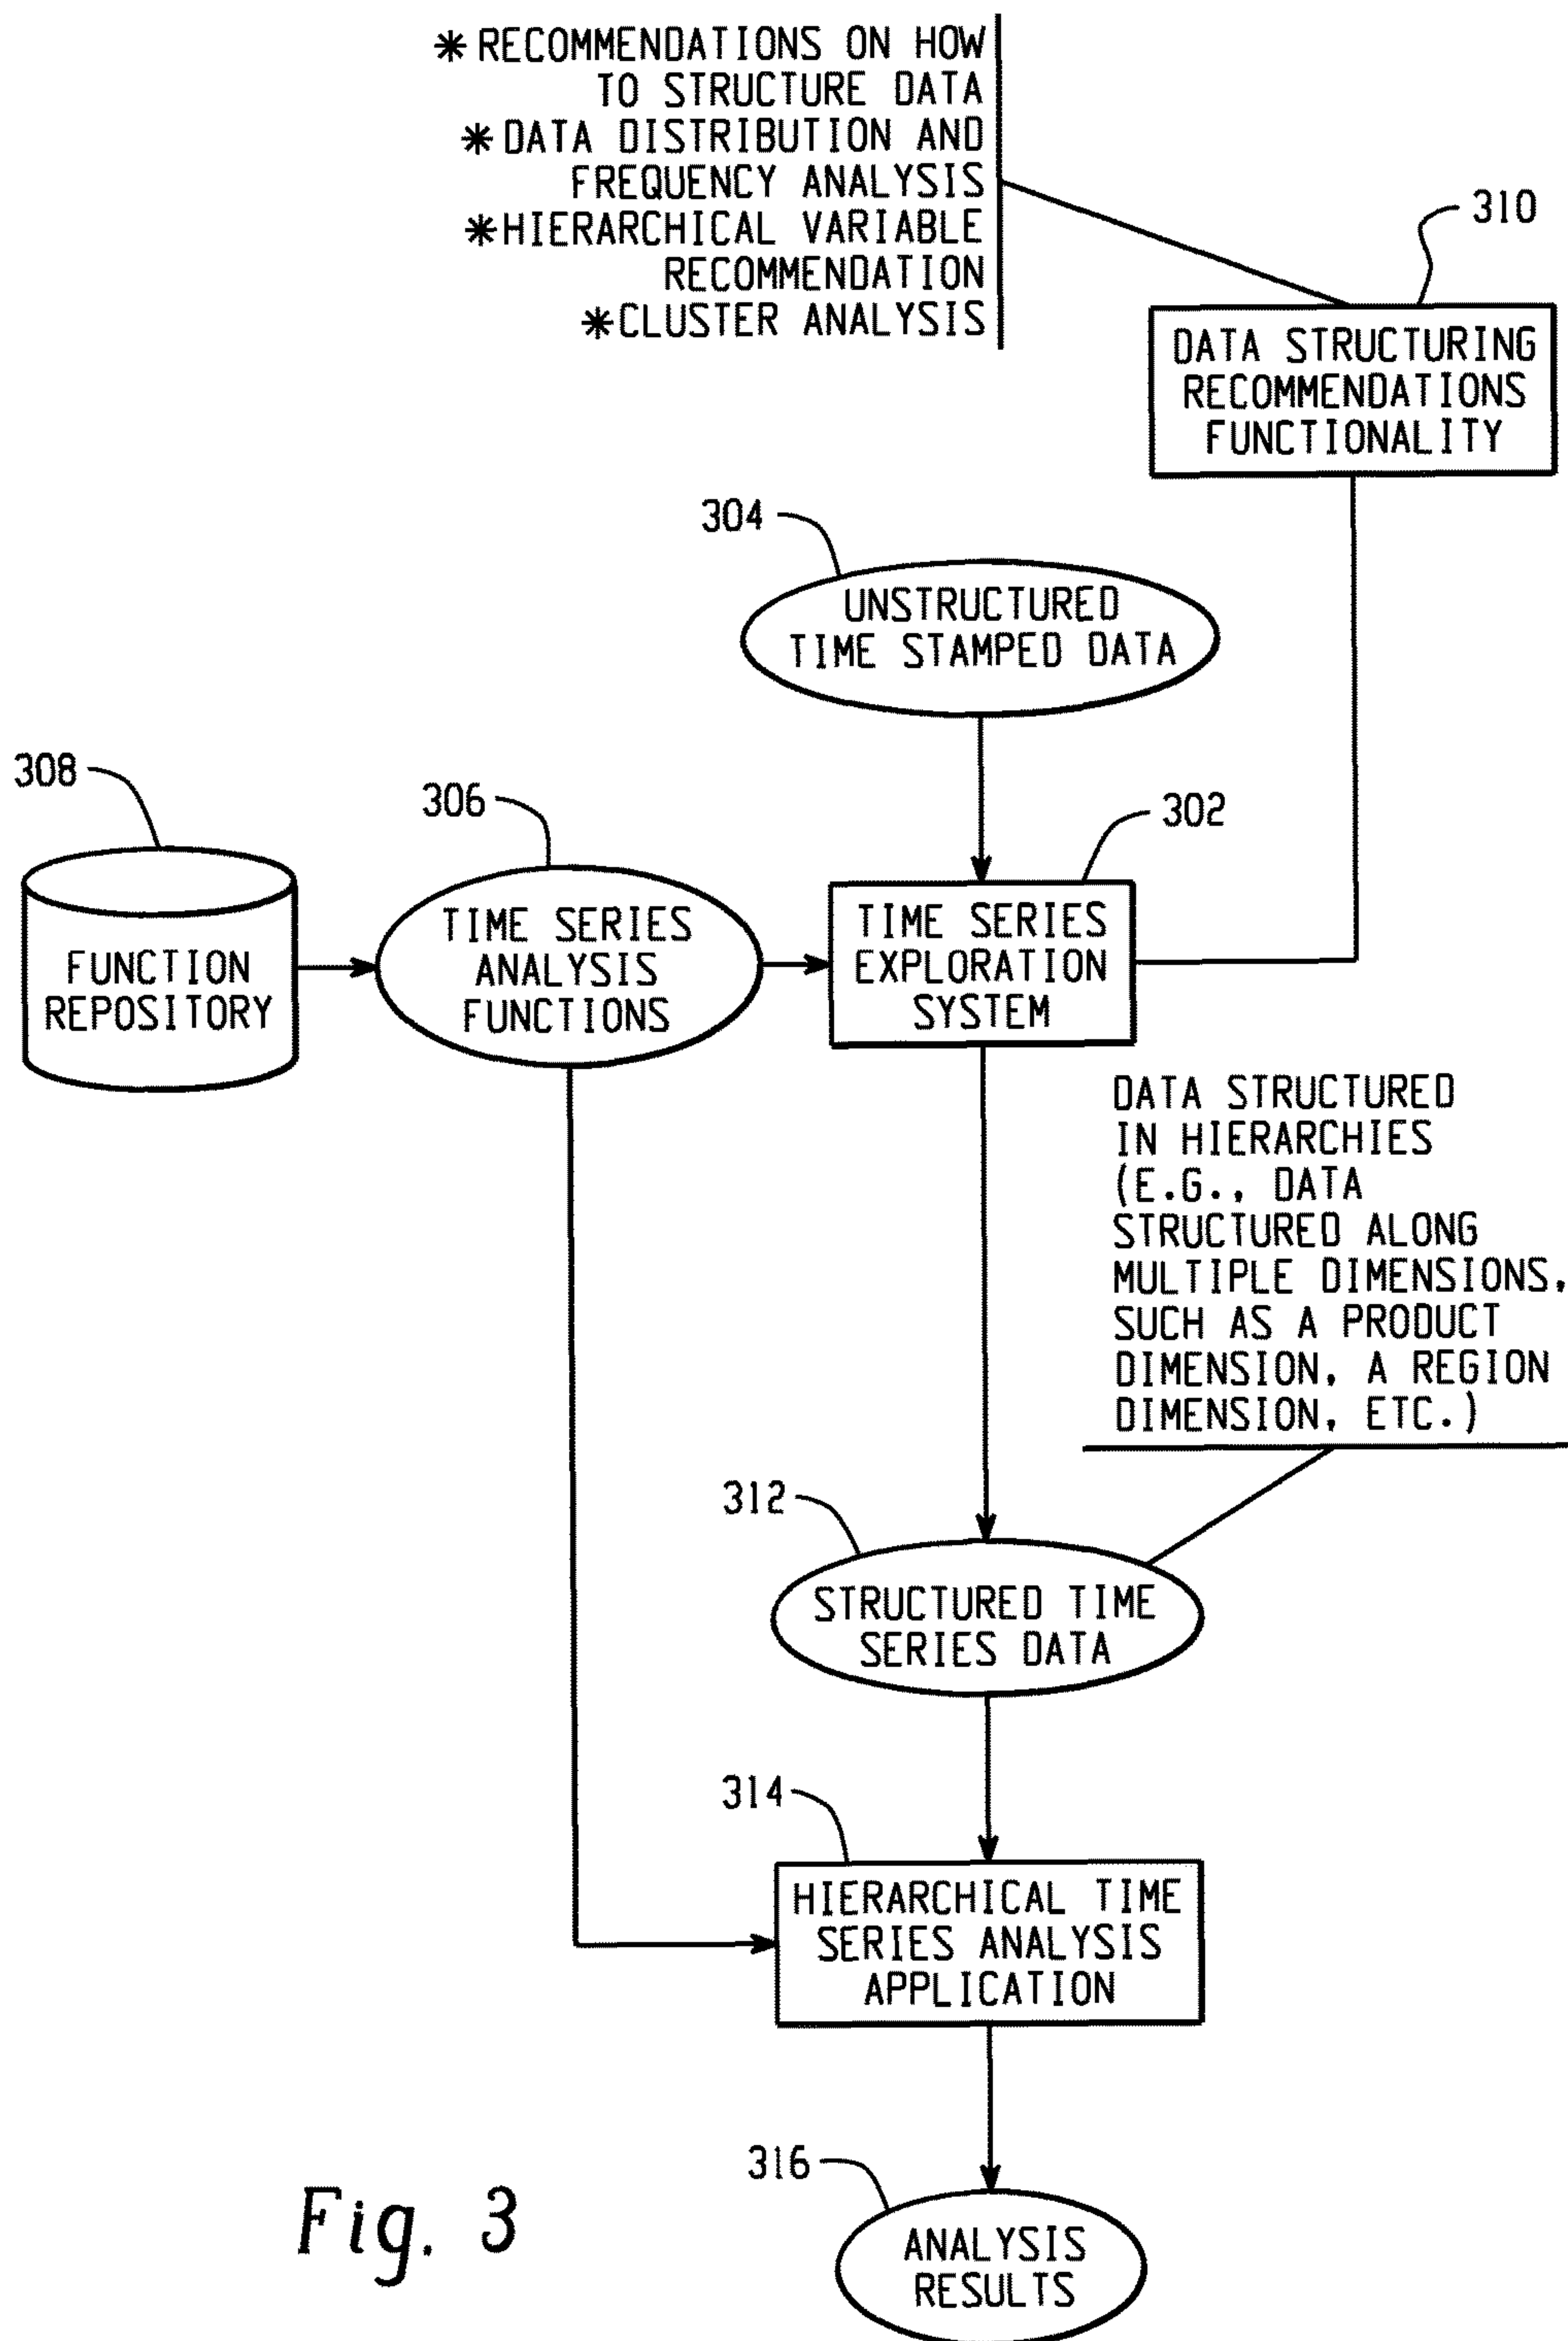 * RECOMMENDATIONS ON HOW
TO STRUCTURE DATA
* DATA DISTRIBUTION AND
FREQUENCY ANALYSIS
* HIERARCHICAL VARIABLE
RECOMMENDATION
* CLUSTER ANALYSIS
310
DATA STRUCTURING
RECOMMENDATIONS
FUNCTIONALITY
304
UNSTRUCTURED
TIME STAMPED DATA
308
FUNCTION
REPOSITORY
306
TIME SERIES
ANALYSIS
FUNCTIONS
302
TIME SERIES
EXPLORATION
SYSTEM
DATA STRUCTURED
IN HIERARCHIES
(E.G., DATA
STRUCTURED ALONG
MULTIPLE DIMENSIONS,
SUCH AS A PRODUCT
DIMENSION, A REGION
DIMENSION, ETC.)
312
STRUCTURED TIME
SERIES DATA
314
HIERARCHICAL TIME
SERIES ANALYSIS
APPLICATION
316
ANALYSIS
RESULTS
Fig. 3